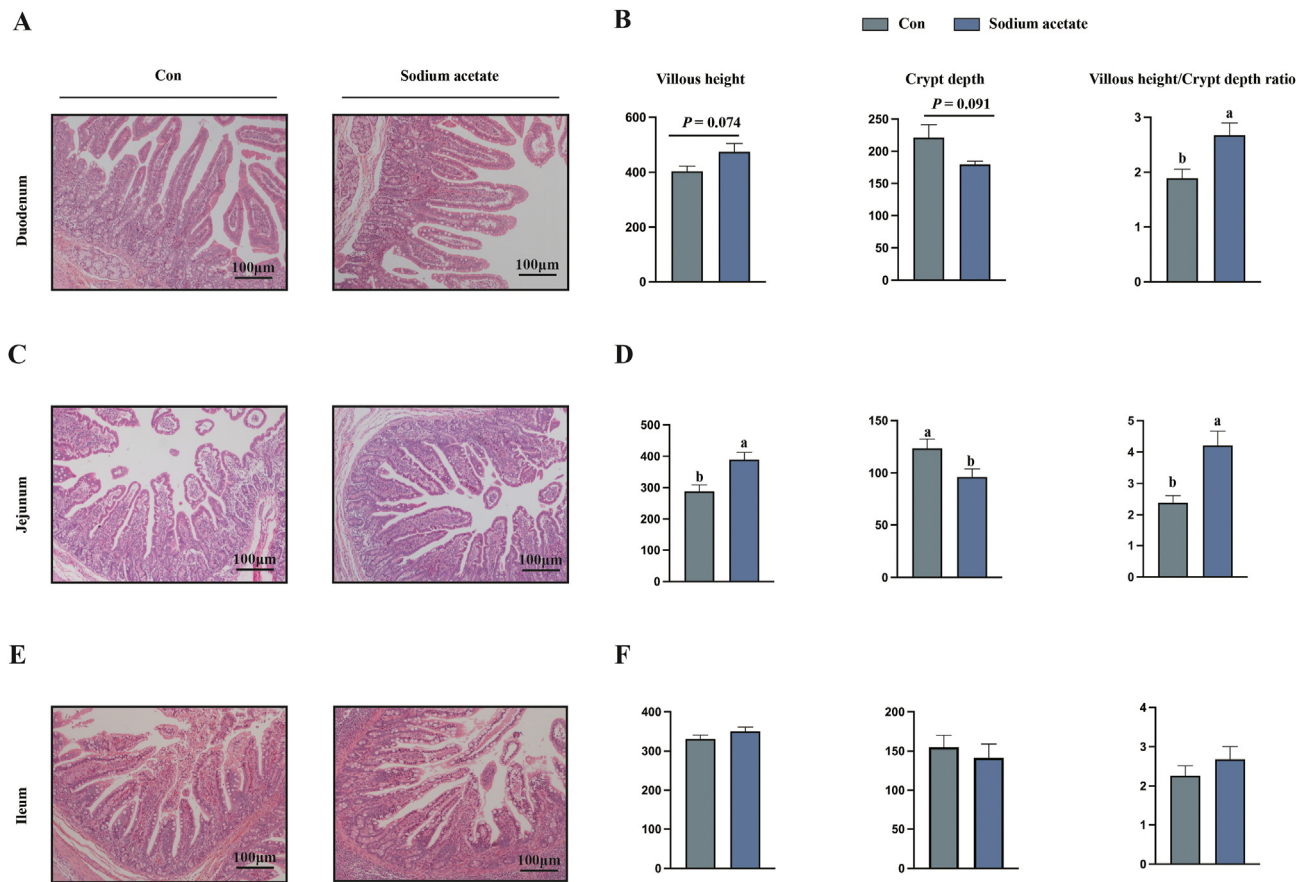 A
B
Con
Sodium acetate
Con
Sodium acetate
Villous height
Crypt depth
Villous height/Crypt depth ratio
Duodenum
100μm
100μm
P = 0.074
600
400
200
0
P = 0.091
250
200
150
100
50
0
b
a
3
2
1
0
C
D
Jejunum
100μm
100μm
b
a
500
400
300
200
100
0
a
b
150
100
50
0
b
a
5
4
3
2
1
0
E
F
Ileum
100μm
100μm
400
300
200
100
0
200
150
100
50
0
4
3
2
1
0